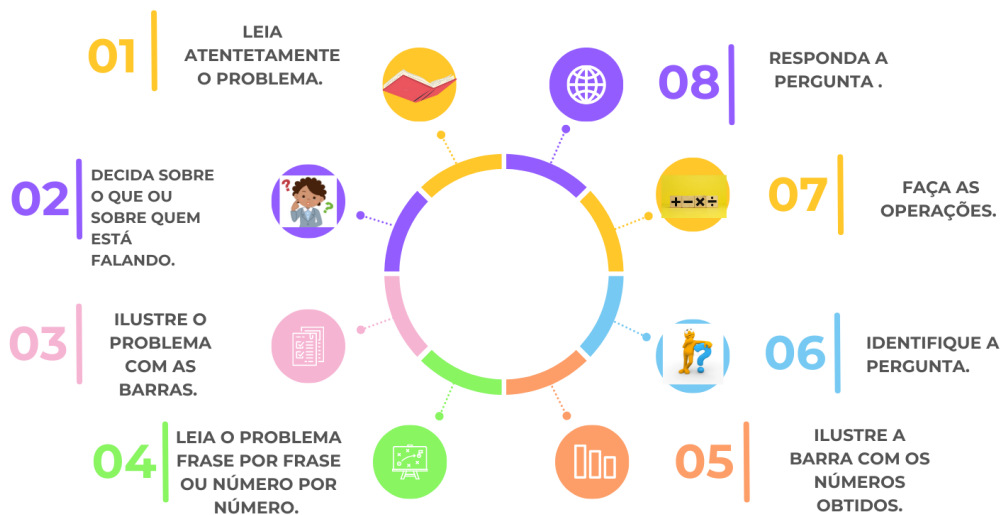 01
LEIA
ATENTETAMENTE
O PROBLEMA.
02
DECIDA SOBRE
O QUE OU
SOBRE QUEM
ESTÁ
FALANDO.
03
ILUSTRE O
PROBLEMA
COM AS
BARRAS.
04
LEIA O PROBLEMA
FRASE POR FRASE
OU NÚMERO POR
NÚMERO.
05
ILUSTRE A
BARRA COM OS
NÚMEROS
OBTIDOS.
06
IDENTIFIQUE A
PERGUNTA.
07
FAÇA AS
OPERAÇÕES.
+-×÷
08
RESPONDA A
PERGUNTA .